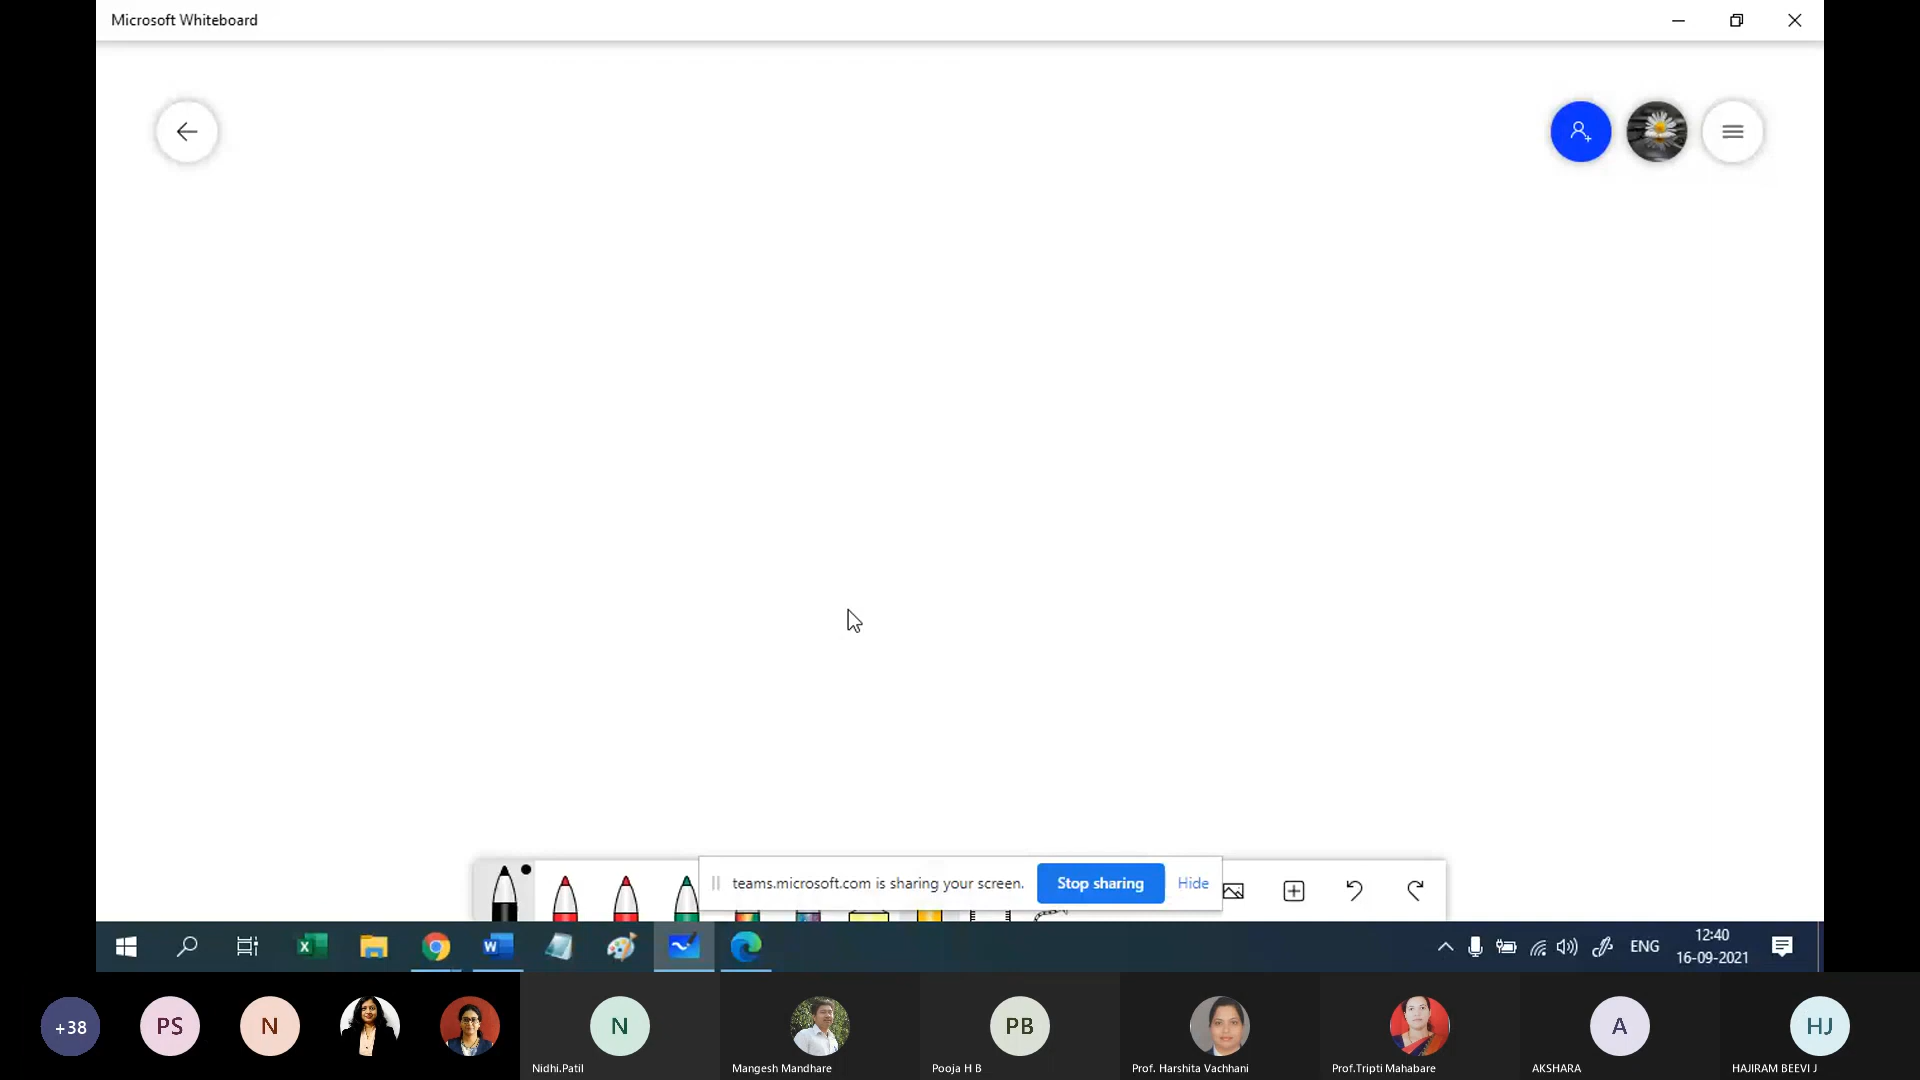 Microsoft Whiteboard
teams.microsoft.com is sharing your screen.
Stop sharing
Hide
ENG
12:40
16-09-2021
+38
PS
N
N
Nidhi.Patil
Mangesh Mandhare
PB
Pooja H B
Prof. Harshita Vachhani
Prof.Tripti Mahabare
A
AKSHARA
HJ
HAJIRAM BEEVI J